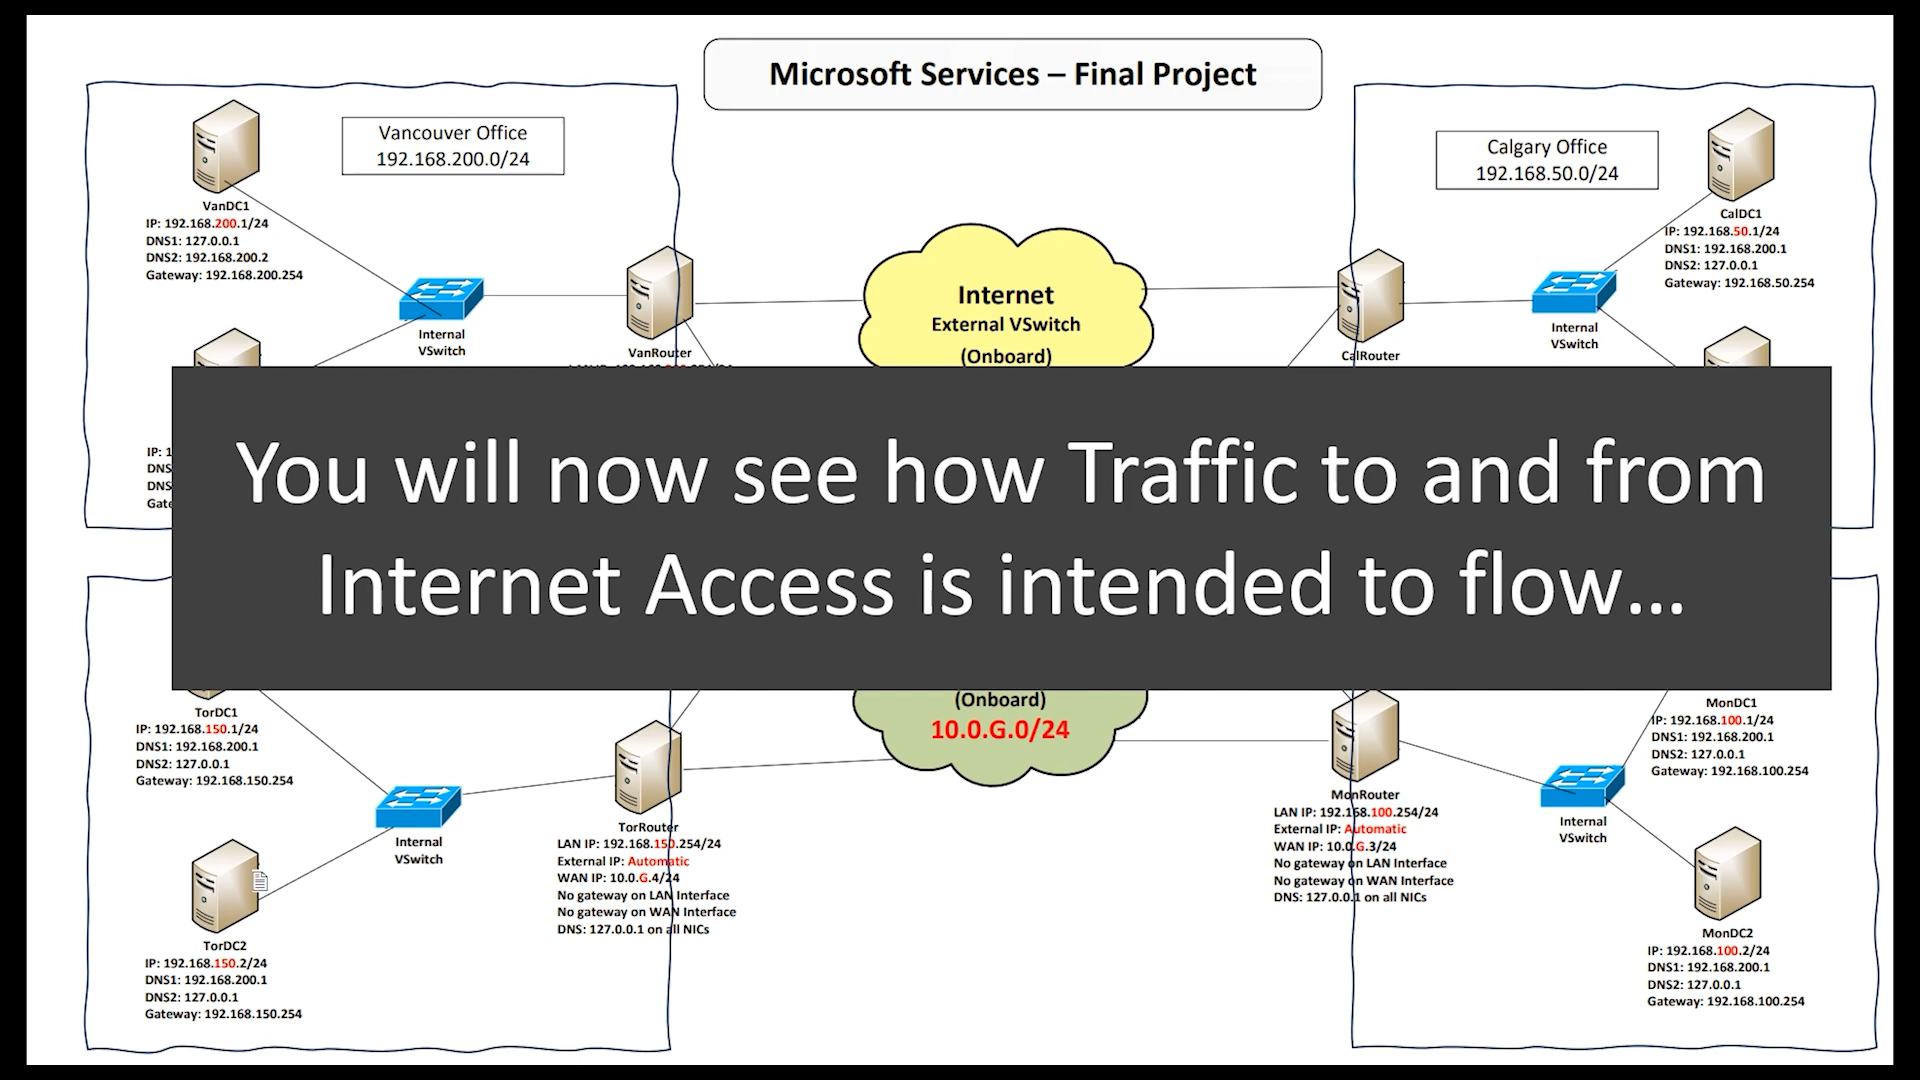 Microsoft Services – Final Project
Vancouver Office
192.168.200.0/24
VanDC1
IP: 192.168.200.1/24
DNS1: 127.0.0.1
DNS2: 192.168.200.2
Gateway: 192.168.200.254
Internal
VSwitch
VanRouter
Internet
External VSwitch
(Onboard)
Calgary Office
192.168.50.0/24
CalDC1
IP: 192.168.50.1/24
DNS1: 192.168.200.1
DNS2: 127.0.0.1
Gateway: 192.168.50.254
Internal
VSwitch
CalRouter
IP: 1
DNS
DNS
Gate
You will now see how Traffic to and from
Internet Access is intended to flow...
TorDC1
IP: 192.168.150.1/24
DNS1: 192.168.200.1
DNS2: 127.0.0.1
Gateway: 192.168.150.254
Internal
VSwitch
TorRouter
LAN IP: 192.168.150.254/24
External IP: Automatic
WAN IP: 10.0.G.4/24
No gateway on LAN Interface
No gateway on WAN Interface
DNS: 127.0.0.1 on all NICs
TorDC2
IP: 192.168.150.2/24
DNS1: 192.168.200.1
DNS2: 127.0.0.1
Gateway: 192.168.150.254
(Onboard)
10.0.G.0/24
MonRouter
LAN IP: 192.168.100.254/24
External IP: Automatic
WAN IP: 10.0.G.3/24
No gateway on LAN Interface
No gateway on WAN Interface
DNS: 127.0.0.1 on all NICs
MonDC1
IP: 192.168.100.1/24
DNS1: 192.168.200.1
DNS2: 127.0.0.1
Gateway: 192.168.100.254
Internal
VSwitch
MonDC2
IP: 192.168.100.2/24
DNS1: 192.168.200.1
DNS2: 127.0.0.1
Gateway: 192.168.100.254